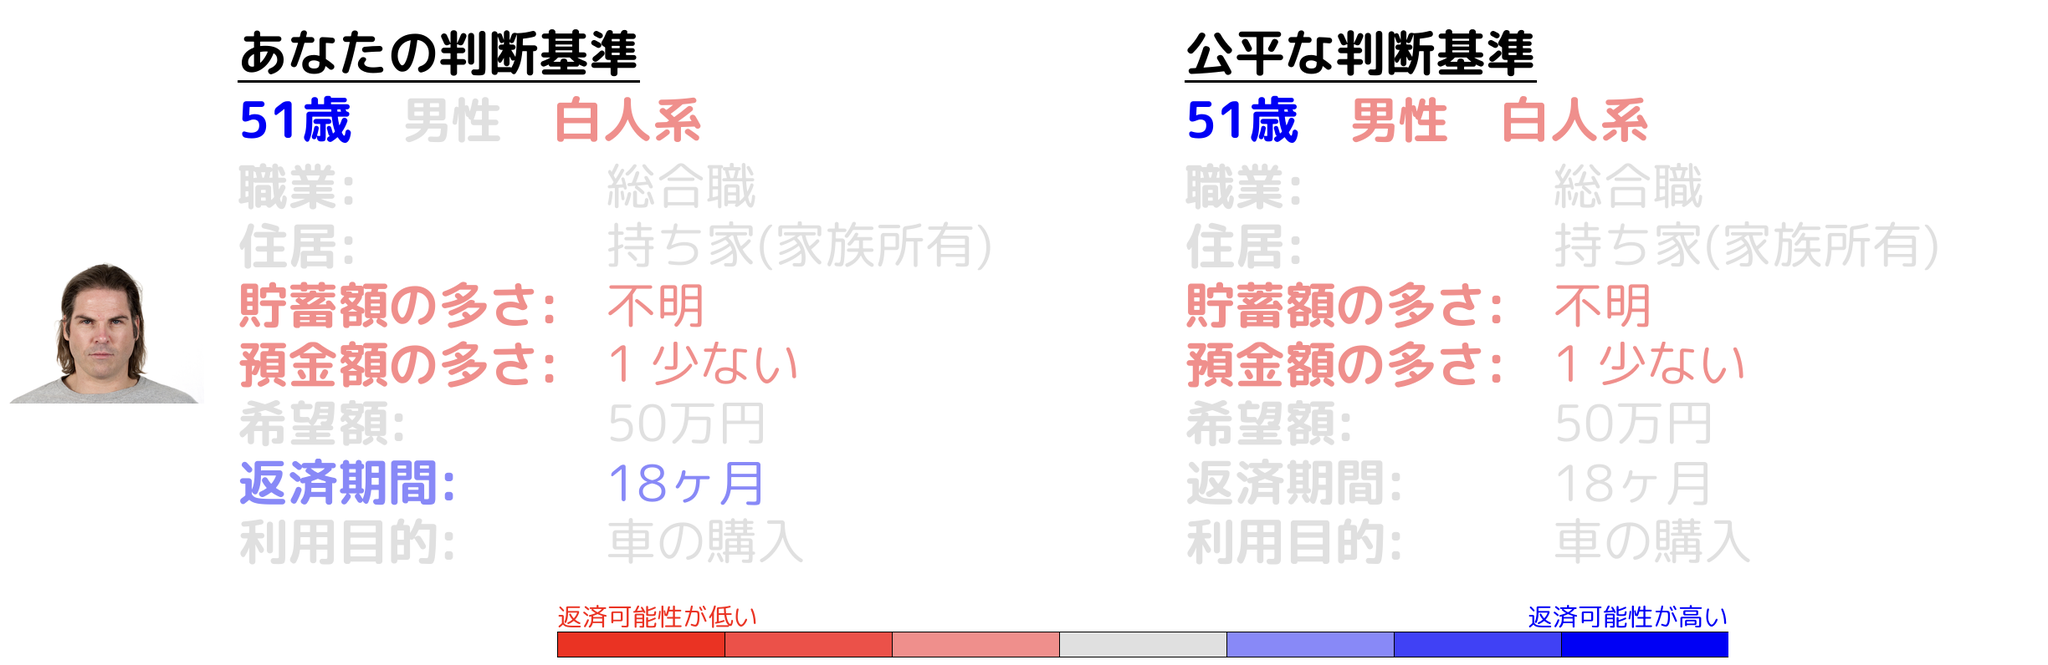 あなたの判断基準
51歳 男性 白人系
職業: 総合職
住居: 持ち家(家族所有)
貯蓄額の多さ: 不明
預金額の多さ: 1 少ない
希望額: 50万円
返済期間: 18ヶ月
利用目的: 車の購入
公平な判断基準
51歳 男性 白人系
職業: 総合職
住居: 持ち家(家族所有)
貯蓄額の多さ: 不明
預金額の多さ: 1 少ない
希望額: 50万円
返済期間: 18ヶ月
利用目的: 車の購入
返済可能性が低い
返済可能性が高い